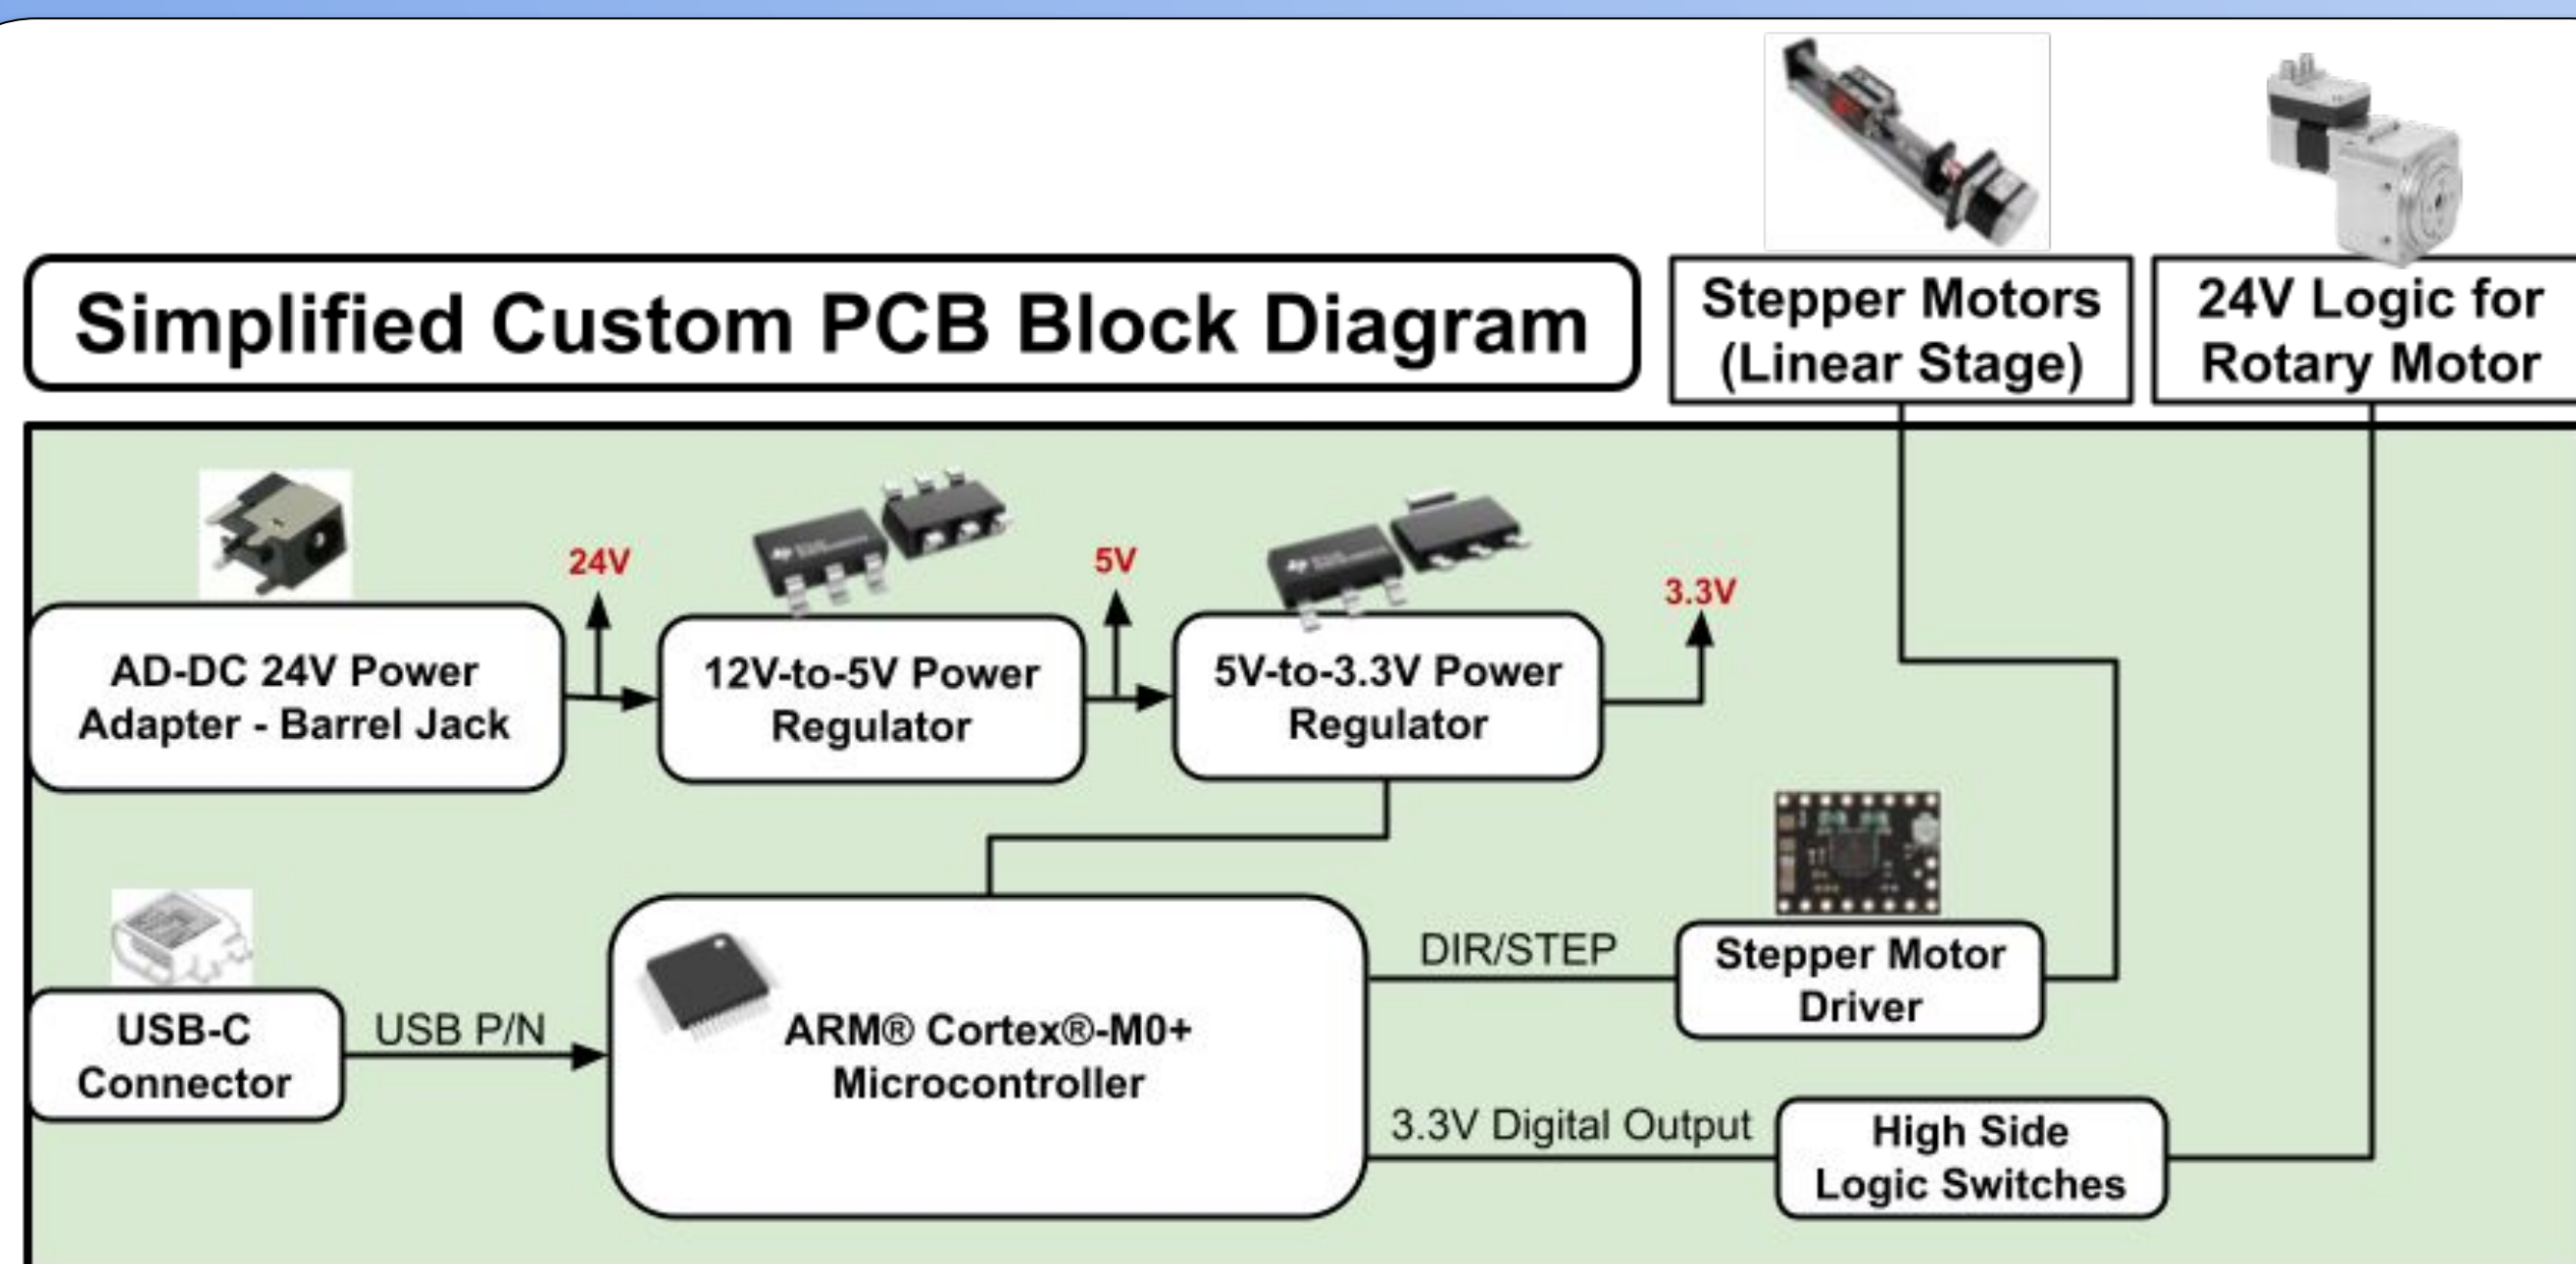 Simplified Custom PCB Block Diagram
Stepper Motors
(Linear Stage)
24V Logic for
Rotary Motor
24V
5V
3.3V
AD-DC 24V Power
Adapter - Barrel Jack
12V-to-5V Power
Regulator
5V-to-3.3V Power
Regulator
USB-C
Connector
USB P/N
ARM® Cortex®-M0+
Microcontroller
DIR/STEP
Stepper Motor
Driver
3.3V Digital Output
High Side
Logic Switches